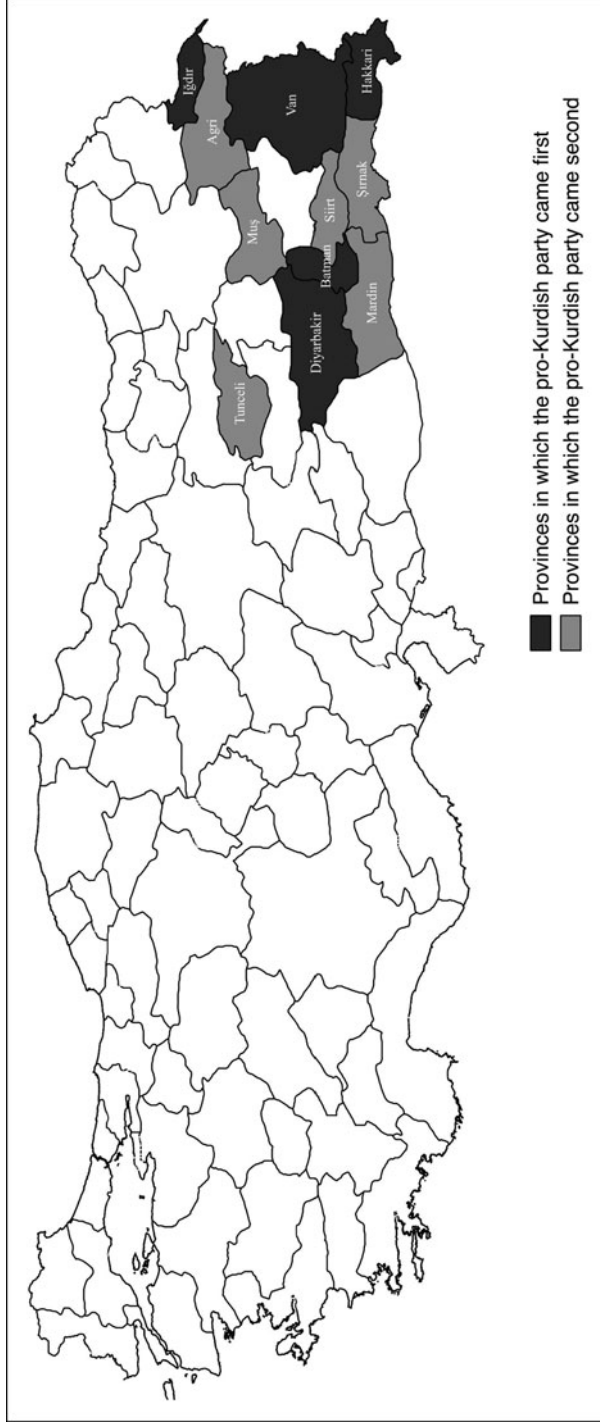 Iğdır
Agri
Van
Hakkari
Muş
Siirt
Şırnak
Batman
Tunceli
Diyarbakir
Mardin
Provinces in which the pro-Kurdish party came first
Provinces in which the pro-Kurdish party came second